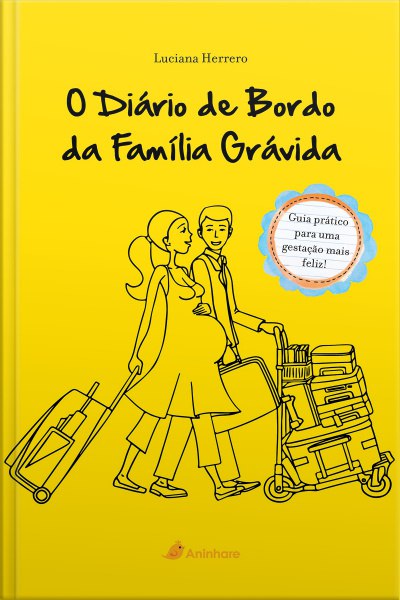 Luciana Herrero
O Diário de Bordo
da Família Grávida
Guia prático
para uma
gestação mais
feliz!
Aninhare